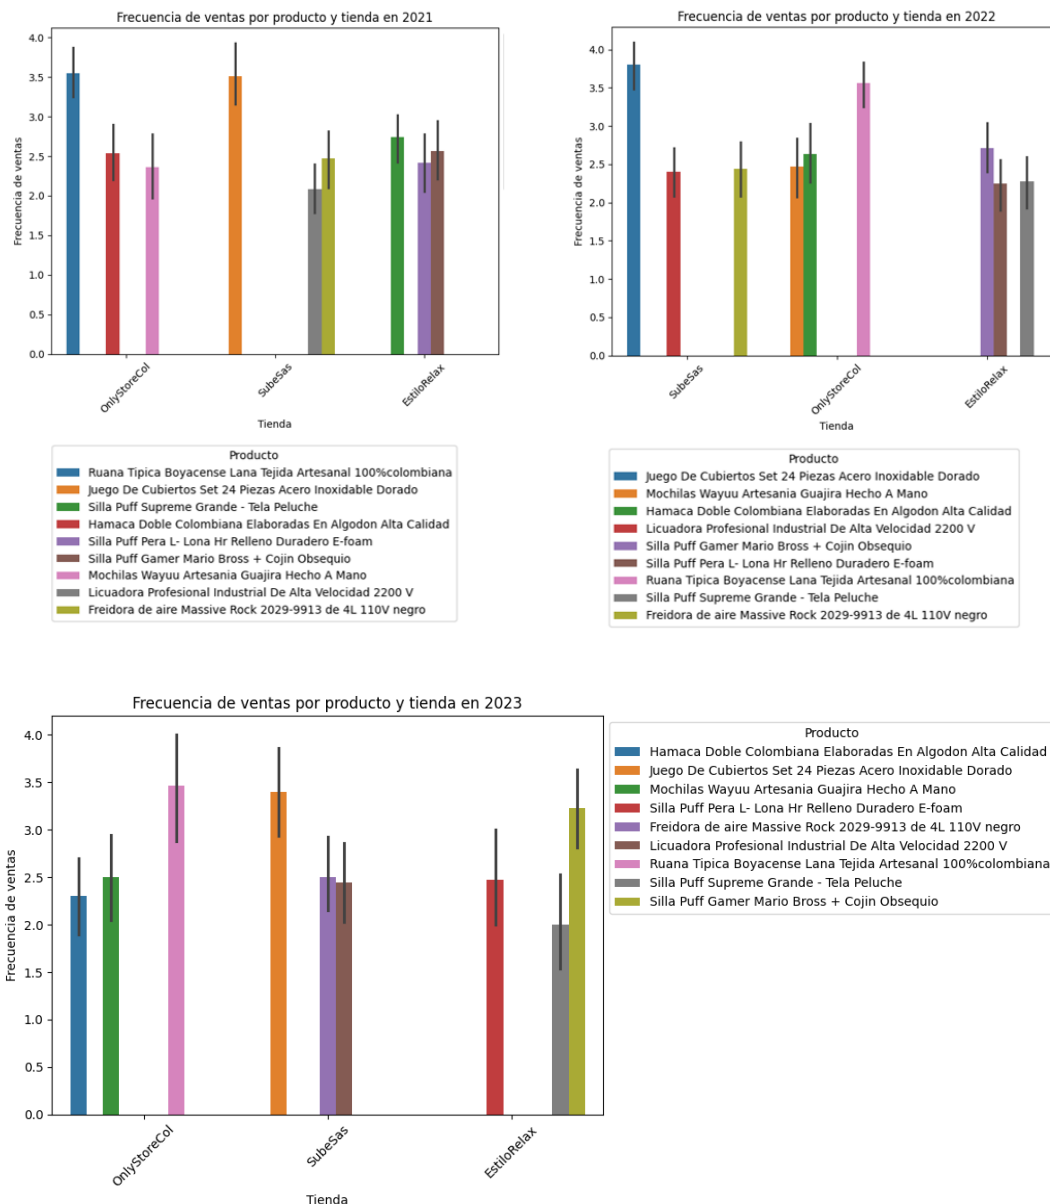 Frecuencia de ventas por producto y tienda en 2021
4.0
3.5
3.0
2.5
2.0
1.5
1.0
0.5
0.0
Frecuencia de ventas
OnlyStoreCol
SubeSas
EstiloRelax
Tienda
Producto
Ruana Tipica Boyacense Lana Tejida Artesanal 100%colombiana
Juego De Cubiertos Set 24 Piezas Acero Inoxidable Dorado
Silla Puff Supreme Grande - Tela Peluche
Hamaca Doble Colombiana Elaboradas En Algodon Alta Calidad
Silla Puff Pera L- Lona Hr Relleno Duradero E-foam
Silla Puff Gamer Mario Bross + Cojin Obsequio
Mochilas Wayuu Artesania Guajira Hecho A Mano
Licuadora Profesional Industrial De Alta Velocidad 2200 V
Freidora de aire Massive Rock 2029-9913 de 4L 110V negro
Frecuencia de ventas por producto y tienda en 2022
4.0
3.5
3.0
2.5
2.0
1.5
1.0
0.5
0.0
Frecuencia de ventas
SubeSas
OnlyStoreCol
EstiloRelax
Tienda
Producto
Juego De Cubiertos Set 24 Piezas Acero Inoxidable Dorado
Mochilas Wayuu Artesania Guajira Hecho A Mano
Hamaca Doble Colombiana Elaboradas En Algodon Alta Calidad
Licuadora Profesional Industrial De Alta Velocidad 2200 V
Silla Puff Gamer Mario Bross + Cojin Obsequio
Silla Puff Pera L- Lona Hr Relleno Duradero E-foam
Ruana Tipica Boyacense Lana Tejida Artesanal 100%colombiana
Silla Puff Supreme Grande - Tela Peluche
Freidora de aire Massive Rock 2029-9913 de 4L 110V negro
Frecuencia de ventas por producto y tienda en 2023
4.0
3.5
3.0
2.5
2.0
1.5
1.0
0.5
0.0
Frecuencia de ventas
OnlyStoreCol
SubeSas
EstiloRelax
Tienda
Producto
Hamaca Doble Colombiana Elaboradas En Algodon Alta Calidad
Juego De Cubiertos Set 24 Piezas Acero Inoxidable Dorado
Mochilas Wayuu Artesania Guajira Hecho A Mano
Silla Puff Pera L- Lona Hr Relleno Duradero E-foam
Freidora de aire Massive Rock 2029-9913 de 4L 110V negro
Licuadora Profesional Industrial De Alta Velocidad 2200 V
Ruana Tipica Boyacense Lana Tejida Artesanal 100%colombiana
Silla Puff Supreme Grande - Tela Peluche
Silla Puff Gamer Mario Bross + Cojin Obsequio